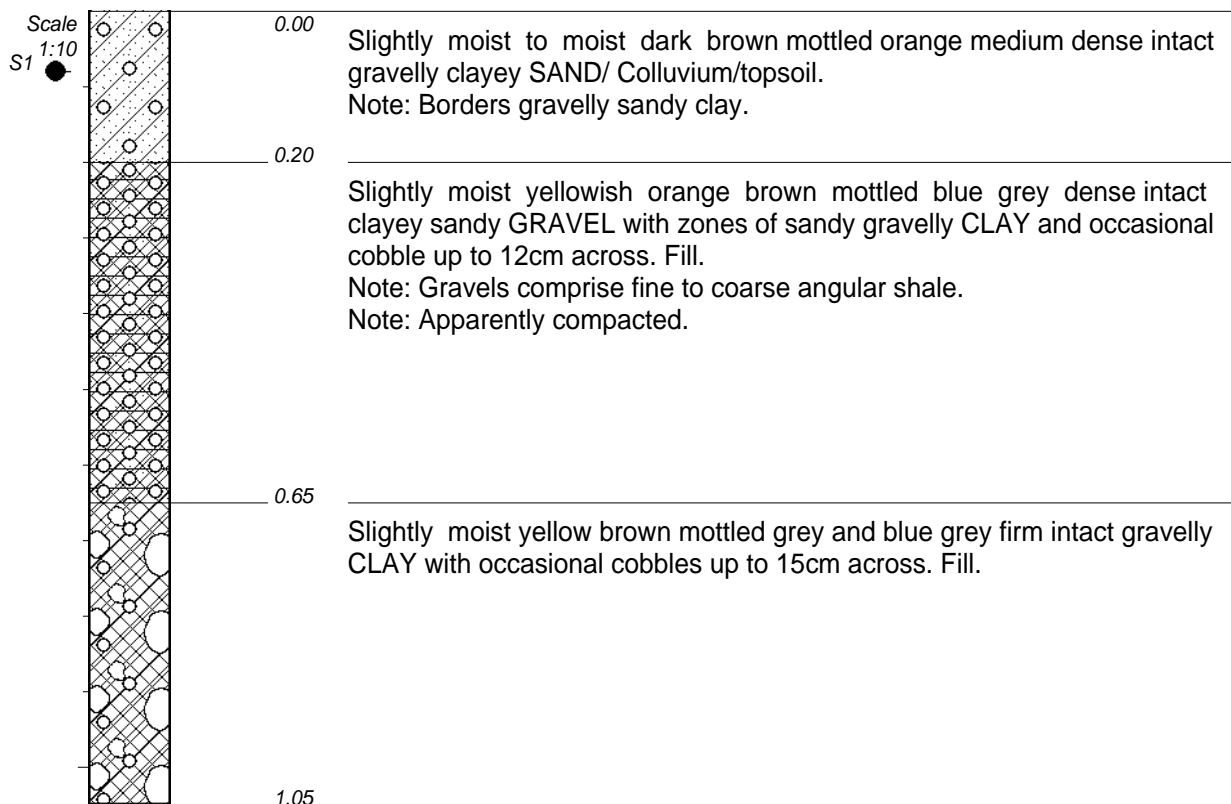 Scale
1:10
S1
0.00
Slightly moist to moist dark brown mottled orange medium dense intact
gravelly clayey SAND/ Colluvium/topsoil.
Note: Borders gravelly sandy clay.
0.20
Slightly moist yellowish orange brown mottled blue grey dense intact
clayey sandy GRAVEL with zones of sandy gravelly CLAY and occasional
cobble up to 12cm across. Fill.
Note: Gravels comprise fine to coarse angular shale.
Note: Apparently compacted.
0.65
Slightly moist yellow brown mottled grey and blue grey firm intact gravelly
CLAY with occasional cobbles up to 15cm across. Fill.
1.05